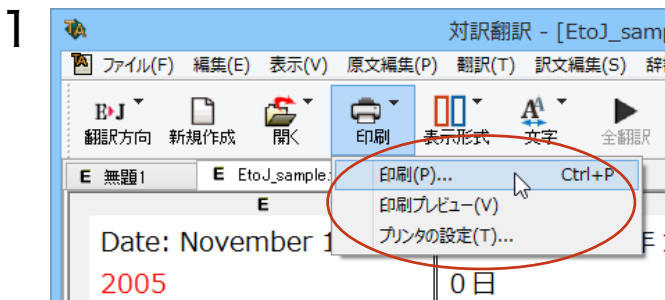 1
TA 対訳翻訳 - [EtoJ_samp
ファイル(F) 編集(E) 表示(V) 原文編集(P) 翻訳(T) 訳文編集(S) 辞
E▸J
翻訳方向 新規作成 開く 印刷 表示形式 文字 全翻訳
E 無題1 E EtoJ_sample.
印刷(P)... Ctrl+P
E
印刷プレビュー(V)
プリンタの設定(T)...
Date: November 1
2005
0日